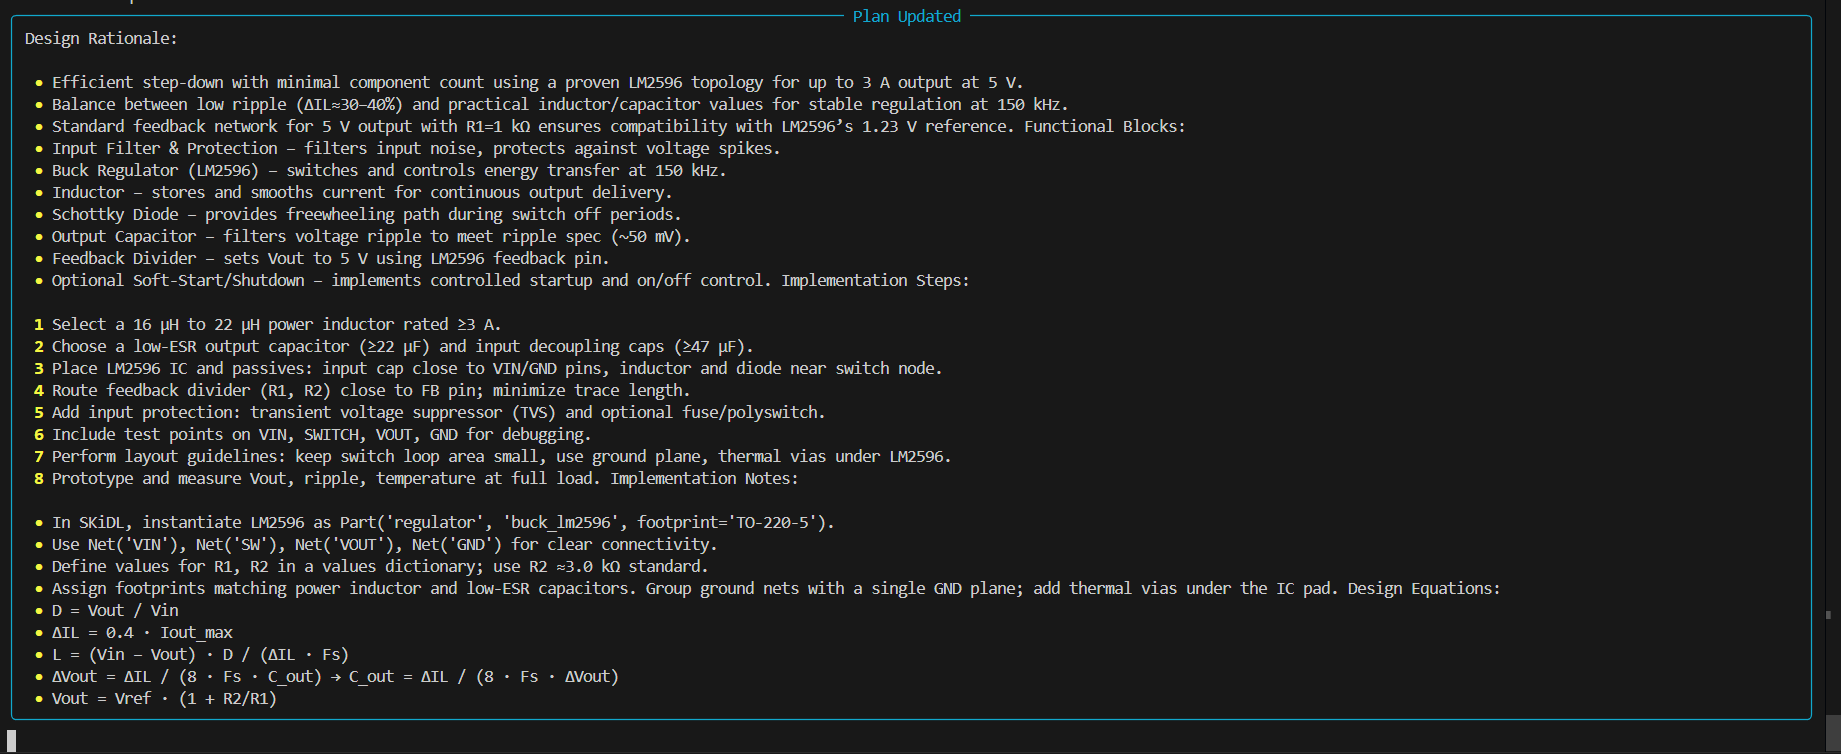 Plan Updated
Design Rationale:
• Efficient step-down with minimal component count using a proven LM2596 topology for up to 3 A output at 5 V.
• Balance between low ripple (ΔIL≈30–40%) and practical inductor/capacitor values for stable regulation at 150 kHz.
• Standard feedback network for 5 V output with R1=1 kΩ ensures compatibility with LM2596’s 1.23 V reference. Functional Blocks:
• Input Filter & Protection – filters input noise, protects against voltage spikes.
• Buck Regulator (LM2596) – switches and controls energy transfer at 150 kHz.
• Inductor – stores and smooths current for continuous output delivery.
• Schottky Diode – provides freewheeling path during switch off periods.
• Output Capacitor – filters voltage ripple to meet ripple spec (~50 mV).
• Feedback Divider – sets Vout to 5 V using LM2596 feedback pin.
• Optional Soft-Start/Shutdown – implements controlled startup and on/off control. Implementation Steps:
1 Select a 16 µH to 22 µH power inductor rated ≥3 A.
2 Choose a low-ESR output capacitor (≥22 µF) and input decoupling caps (≥47 µF).
3 Place LM2596 IC and passives: input cap close to VIN/GND pins, inductor and diode near switch node.
4 Route feedback divider (R1, R2) close to FB pin; minimize trace length.
5 Add input protection: transient voltage suppressor (TVS) and optional fuse/polyswitch.
6 Include test points on VIN, SWITCH, VOUT, GND for debugging.
7 Perform layout guidelines: keep switch loop area small, use ground plane, thermal vias under LM2596.
8 Prototype and measure Vout, ripple, temperature at full load. Implementation Notes:
• In SKiDL, instantiate LM2596 as Part('regulator', 'buck_lm2596', footprint='TO-220-5').
• Use Net('VIN'), Net('SW'), Net('VOUT'), Net('GND') for clear connectivity.
• Define values for R1, R2 in a values dictionary; use R2 ≈3.0 kΩ standard.
• Assign footprints matching power inductor and low-ESR capacitors. Group ground nets with a single GND plane; add thermal vias under the IC pad. Design Equations:
• D = Vout / Vin
• ΔIL = 0.4 · Iout_max
• L = (Vin – Vout) · D / (ΔIL · Fs)
• ΔVout = ΔIL / (8 · Fs · C_out) → C_out = ΔIL / (8 · Fs · ΔVout)
• Vout = Vref · (1 + R2/R1)